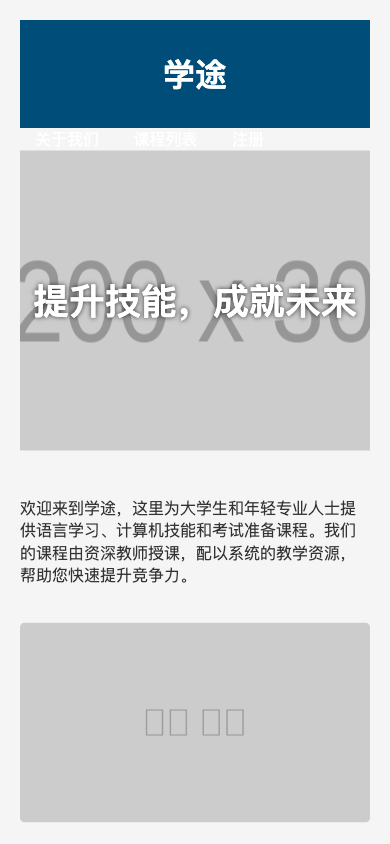 学途
关于我们 课程列表 注册
200 x 30
提升技能，成就未来
欢迎来到学途，这里为大学生和年轻专业人士提
供语言学习、计算机技能和考试准备课程。我们
的课程由资深教师授课，配以系统的教学资源，
帮助您快速提升竞争力。